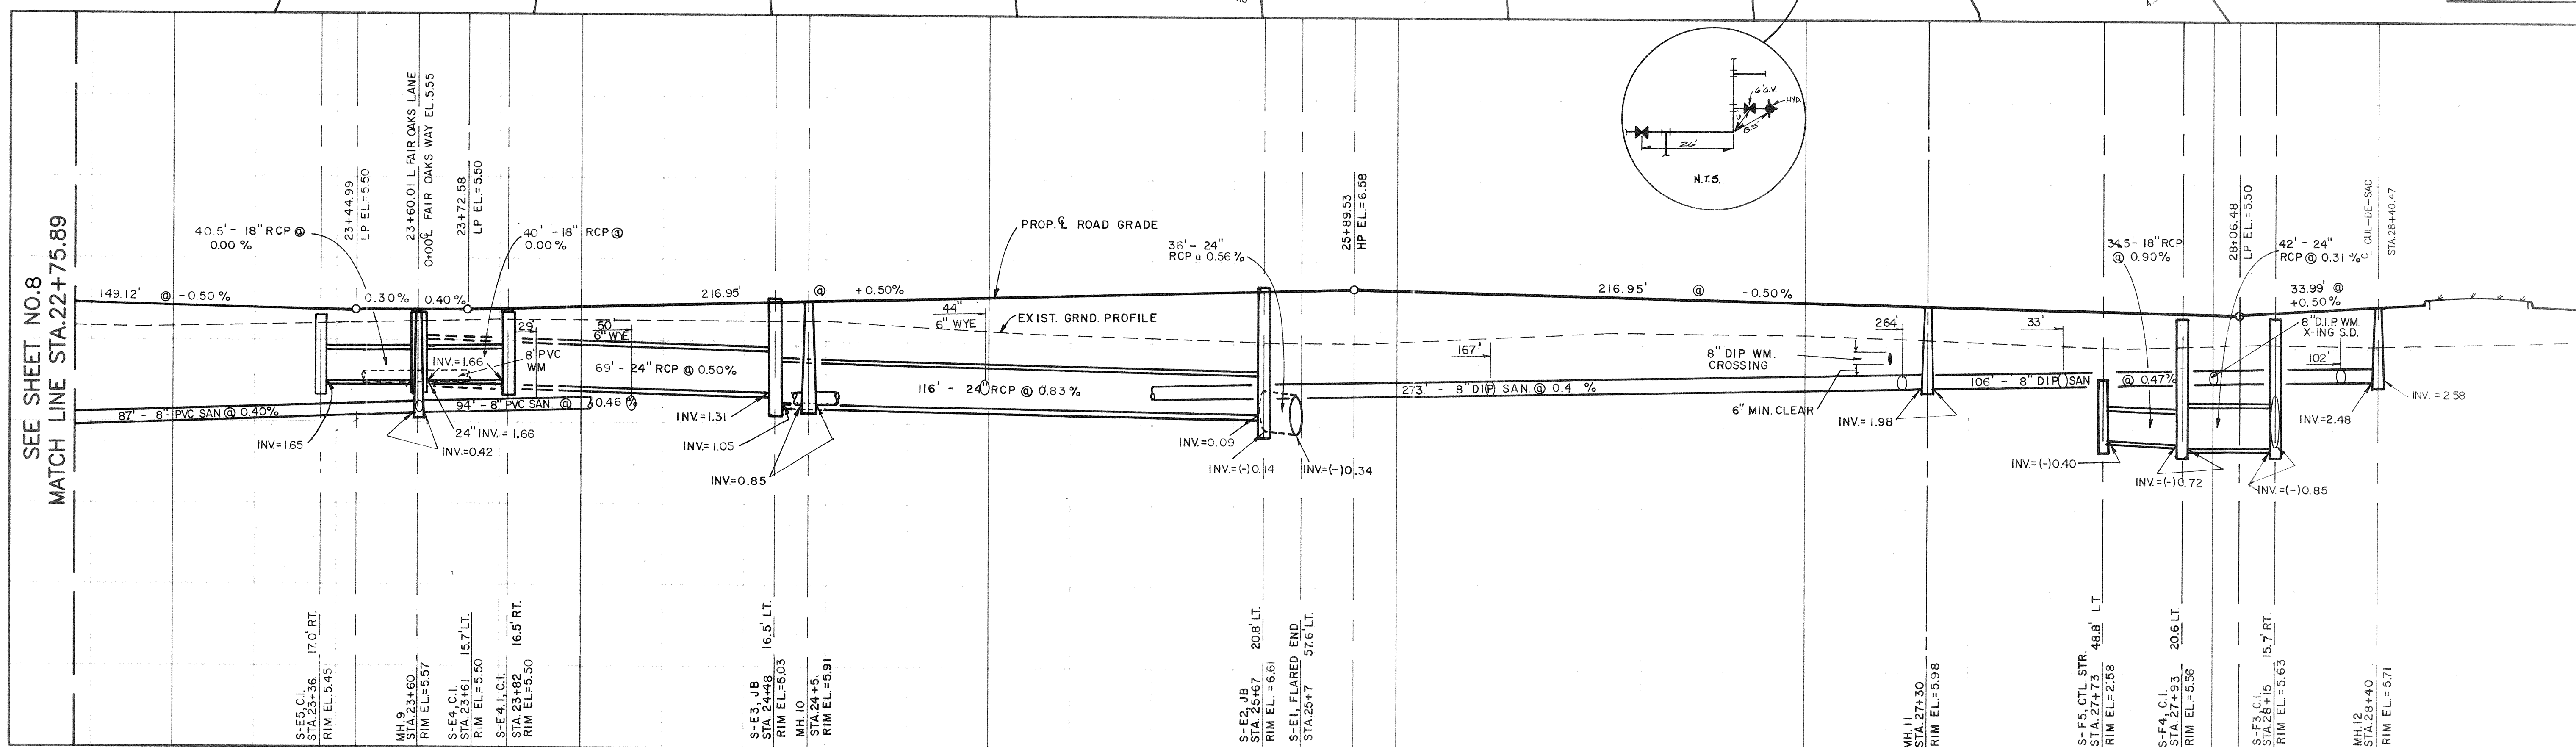 SEE SHEET NO.8
MATCH LINE STA.22+75.89
149.12' @ -0.50 %
40.5' - 18" RCP @
0.00 %
23+44.99
LP EL.= 5.50
23+60.01 L FAIR OAKS LANE
0+00 ℄ FAIR OAKS WAY EL.5.55
23+72.58
LP EL.= 5.50
40' - 18" RCP @
0.00 %
0.30%
0.40%
216.95' @ +0.50%
PROP. ℄ ROAD GRADE
36' - 24"
RCP a 0.56 %
25+89.53
HP EL.= 6.58
6" G.V.
HYD.
8.5'
26'
N.T.S.
216.95' @ -0.50%
34.5'- 18" RCP
@ 0.90%
28+06.48
LP EL.= 5.50
42' - 24"
RCP @ 0.31 %
℄ CUL-DE-SAC
STA.28+40.47
33.99' @
+0.50%
8" D.I.P. WM.
X-ING S.D.
29'
50'
6" WYE
44"
6" WYE
EXIST. GRND. PROFILE
167'
8" DIP WM.
CROSSING
264'
33'
102'
INV.=1.66
8" PVC
WM
69' - 24" RCP @ 0.50%
116' - 24" RCP @ 0.83%
273' - 8" DIP SAN. @ 0.4 %
106' - 8" DIP SAN @ 0.47%
87' - 8" PVC SAN @ 0.40%
94' - 8" PVC SAN. @ 0.46 %
INV=1.65
24" INV. = 1.66
INV.=0.42
INV.=1.31
INV.=1.05
INV.=0.85
INV.=0.09
INV.=(-)0.14
INV.=(-)0.34
6" MIN.CLEAR
INV.= 1.98
INV.=(-)0.40
INV.=(-)0.72
INV.=(-)0.85
INV.=2.48
INV. = 2.58
S-E5, C.I.
STA.23+36 17.0' RT.
RIM EL.5.45
MH.9
STA.23+60
RIM EL.=5.57
S-E4, C.I.
STA.23+61 15.7' LT.
RIM EL.= 5.50
S-E4.1, C.I.
STA. 23+82 16.5' RT.
RIM EL.=5.50
S-E3, JB
STA. 24+48 16.5' LT.
RIM EL.=6.03
MH.10
STA.24+5.
RIM EL.=5.91
S-E2, JB
STA. 25+67 20.8' LT.
RIM EL. = 6.61
S-E1, FLARED END
STA.25+7 57.6' LT.
MH.11
STA.27+30
RIM EL.=5.98
S-F5, CTL. STR.
STA. 27+73 48.8' LT
RIM EL.= 2.58
S-F4, C.I.
STA. 27+93 20.6 LT.
RIM EL.= 5.56
S-F3, C.I.
STA. 28+15 15.7' RT.
RIM EL.= 5.63
MH.12
STA. 28+40
RIM EL.= 5.71